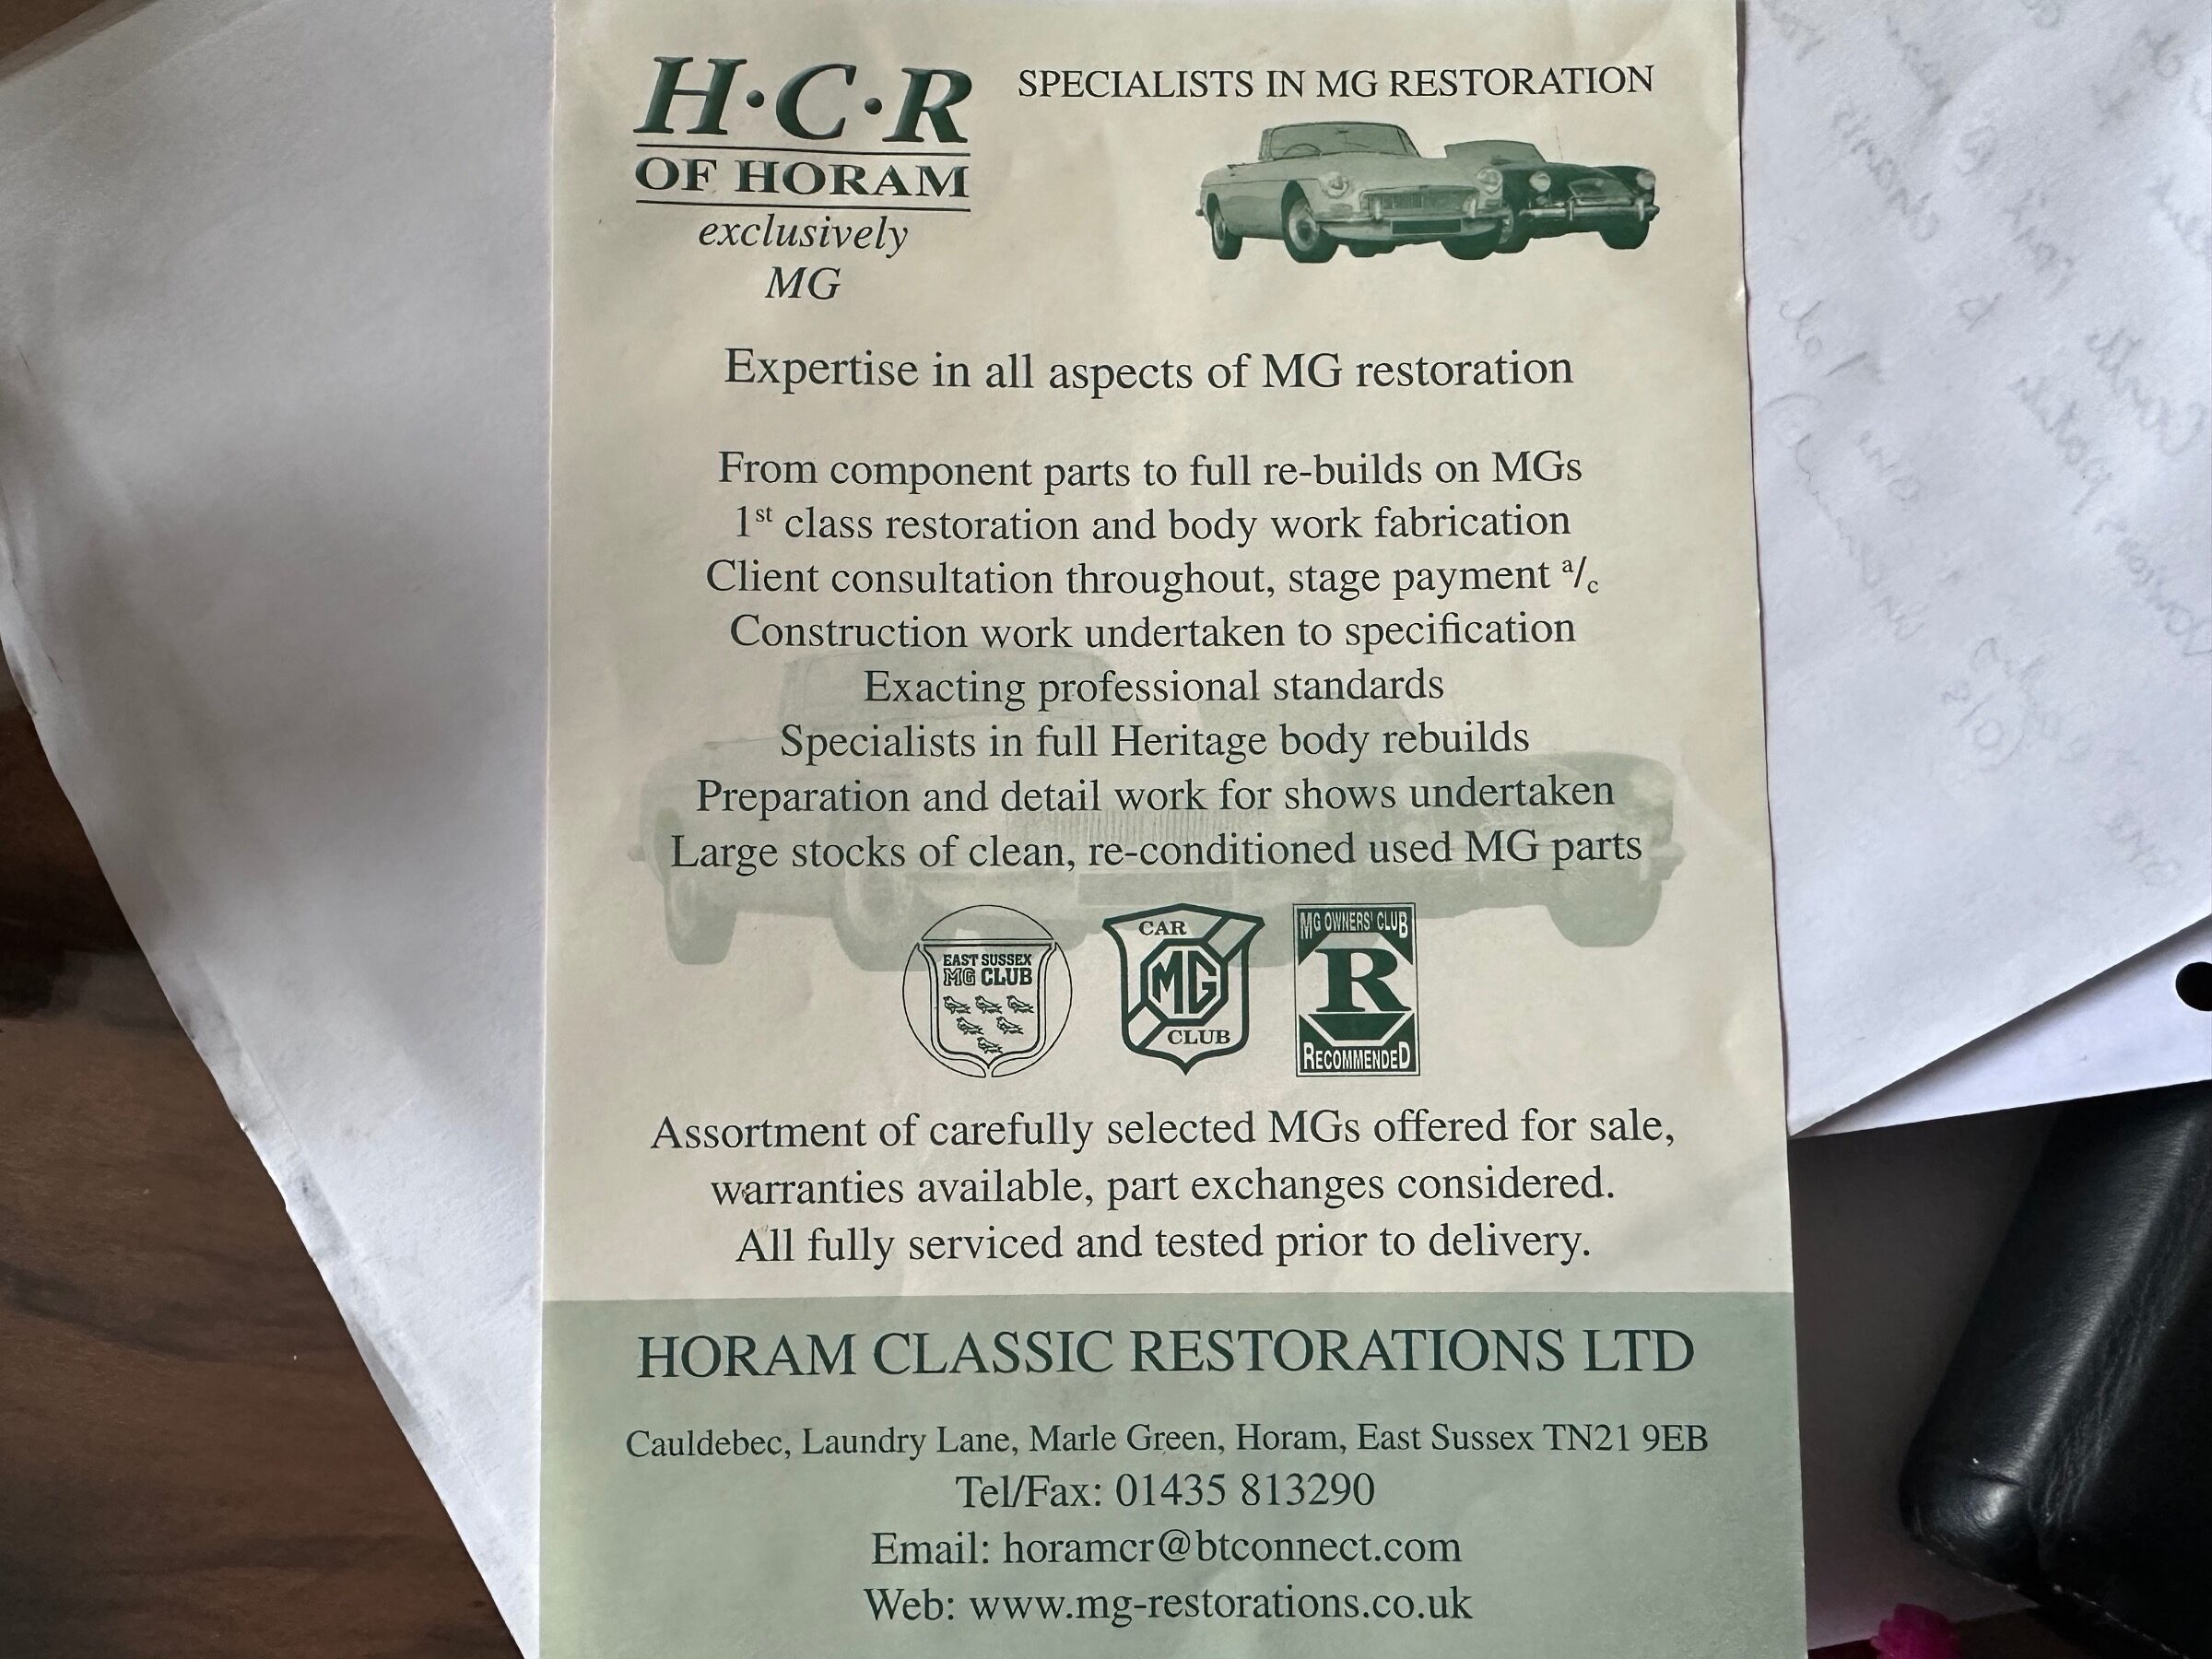 H·C·R
OF HORAM
exclusively
MG
SPECIALISTS IN MG RESTORATION
Expertise in all aspects of MG restoration
From component parts to full re-builds on MGs
1st class restoration and body work fabrication
Client consultation throughout, stage payment a/c
Construction work undertaken to specification
Exacting professional standards
Specialists in full Heritage body rebuilds
Preparation and detail work for shows undertaken
Large stocks of clean, re-conditioned used MG parts
EAST SUSSEX
MG CLUB
CAR
MG
CLUB
MG OWNERS' CLUB
R
RECOMMENDED
Assortment of carefully selected MGs offered for sale,
warranties available, part exchanges considered.
All fully serviced and tested prior to delivery.
HORAM CLASSIC RESTORATIONS LTD
Cauldebec, Laundry Lane, Marle Green, Horam, East Sussex TN21 9EB
Tel/Fax: 01435 813290
Email: horamcr@btconnect.com
Web: www.mg-restorations.co.uk